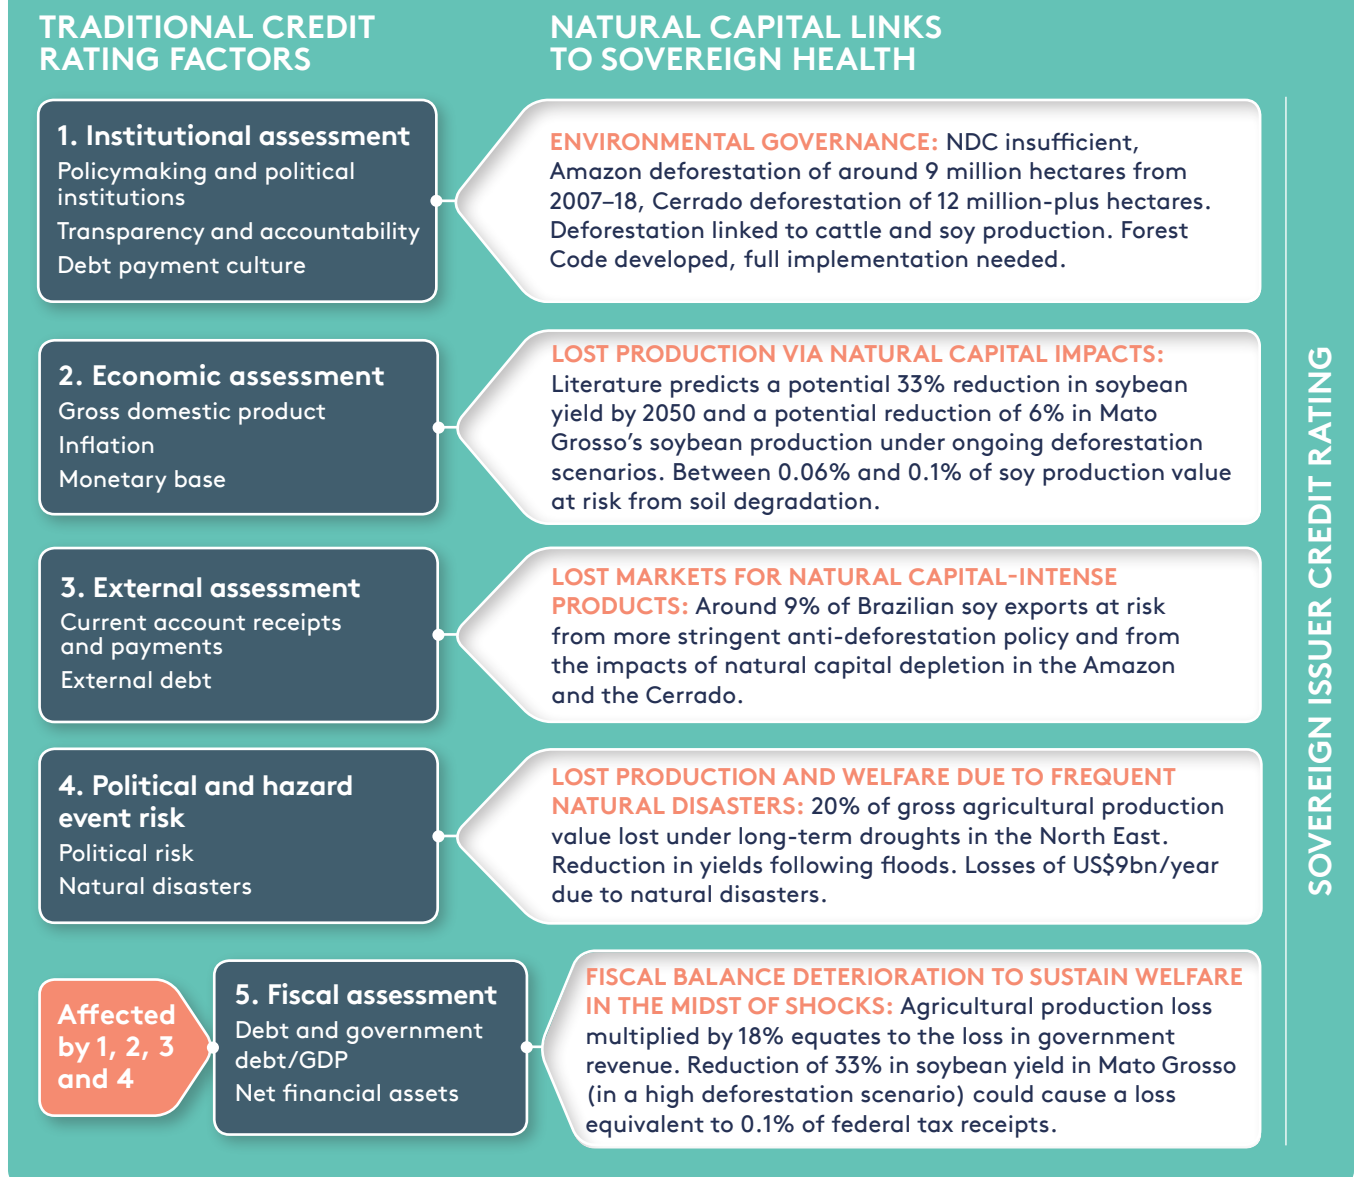 TRADITIONAL CREDIT
RATING FACTORS
NATURAL CAPITAL LINKS
TO SOVEREIGN HEALTH
1. Institutional assessment
Policymaking and political
institutions
Transparency and accountability
Debt payment culture
ENVIRONMENTAL GOVERNANCE: NDC insufficient,
Amazon deforestation of around 9 million hectares from
2007–18, Cerrado deforestation of 12 million-plus hectares.
Deforestation linked to cattle and soy production. Forest
Code developed, full implementation needed.
2. Economic assessment
Gross domestic product
Inflation
Monetary base
LOST PRODUCTION VIA NATURAL CAPITAL IMPACTS:
Literature predicts a potential 33% reduction in soybean
yield by 2050 and a potential reduction of 6% in Mato
Grosso’s soybean production under ongoing deforestation
scenarios. Between 0.06% and 0.1% of soy production value
at risk from soil degradation.
3. External assessment
Current account receipts
and payments
External debt
LOST MARKETS FOR NATURAL CAPITAL-INTENSE
PRODUCTS: Around 9% of Brazilian soy exports at risk
from more stringent anti-deforestation policy and from
the impacts of natural capital depletion in the Amazon
and the Cerrado.
4. Political and hazard
event risk
Political risk
Natural disasters
LOST PRODUCTION AND WELFARE DUE TO FREQUENT
NATURAL DISASTERS: 20% of gross agricultural production
value lost under long-term droughts in the North East.
Reduction in yields following floods. Losses of US$9bn/year
due to natural disasters.
Affected
by 1, 2, 3
and 4
5. Fiscal assessment
Debt and government
debt/GDP
Net financial assets
FISCAL BALANCE DETERIORATION TO SUSTAIN WELFARE
IN THE MIDST OF SHOCKS: Agricultural production loss
multiplied by 18% equates to the loss in government
revenue. Reduction of 33% in soybean yield in Mato Grosso
(in a high deforestation scenario) could cause a loss
equivalent to 0.1% of federal tax receipts.
SOVEREIGN ISSUER CREDIT RATING